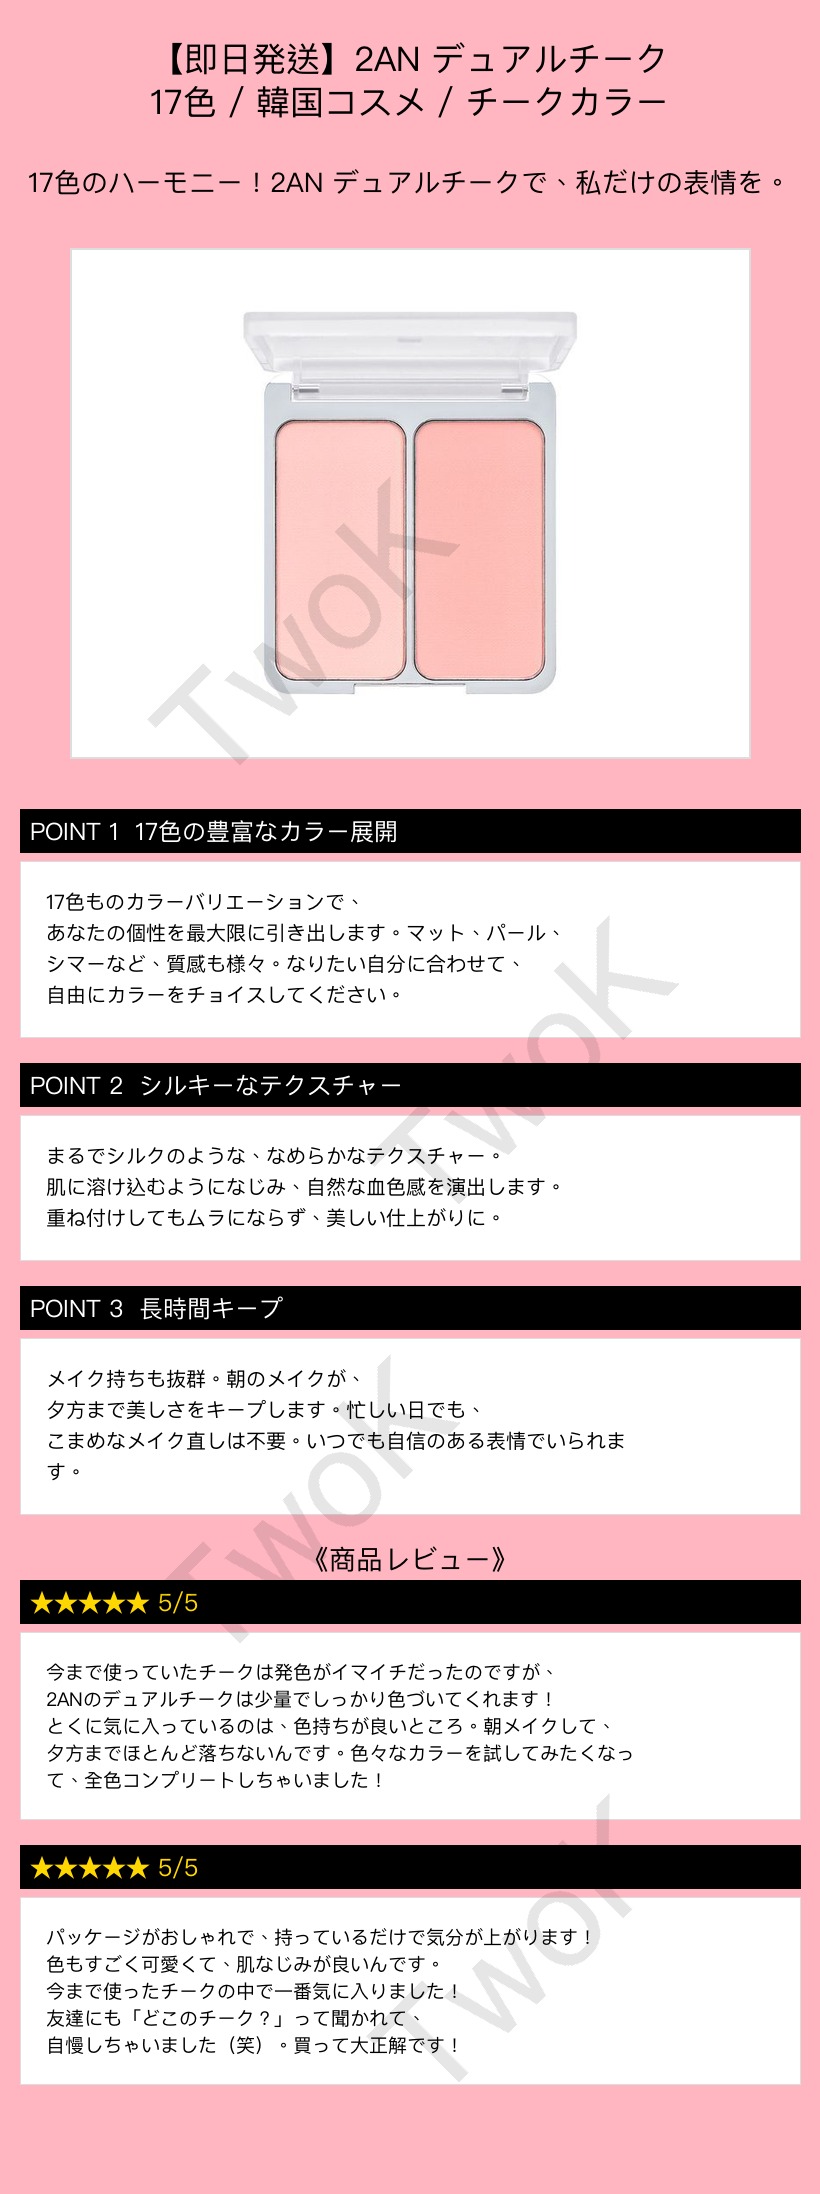 【即日発送】2AN デュアルチーク
17色 / 韓国コスメ / チークカラー
17色のハーモニー！2AN デュアルチークで、私だけの表情を。
TwoK
POINT 1 17色の豊富なカラー展開
17色ものカラーバリエーションで、
あなたの個性を最大限に引き出します。マット、パール、
シマーなど、質感も様々。なりたい自分に合わせて、
自由にカラーをチョイスしてください。
TwoK
POINT 2 シルキーなテクスチャー
まるでシルクのような、なめらかなテクスチャー。
肌に溶け込むようになじみ、自然な血色感を演出します。
重ね付けしてもムラにならず、美しい仕上がりに。
POINT 3 長時間キープ
メイク持ちも抜群。朝のメイクが、
夕方まで美しさをキープします。忙しい日でも、
こまめなメイク直しは不要。いつでも自信のある表情でいられま
す。
TwoK
《商品レビュー》
★★★★★ 5/5
今まで使っていたチークは発色がイマイチだったのですが、
2ANのデュアルチークは少量でしっかり色づいてくれます！
とくに気に入っているのは、色持ちが良いところ。朝メイクして、
夕方までほとんど落ちないんです。色々なカラーを試してみたくなっ
て、全色コンプリートしちゃいました！
★★★★★ 5/5
パッケージがおしゃれで、持っているだけで気分が上がります！
色もすごく可愛くて、肌なじみが良いんです。
今まで使ったチークの中で一番気に入りました！
友達にも「どこのチーク？」って聞かれて、
自慢しちゃいました（笑）。買って大正解です！
TwoK